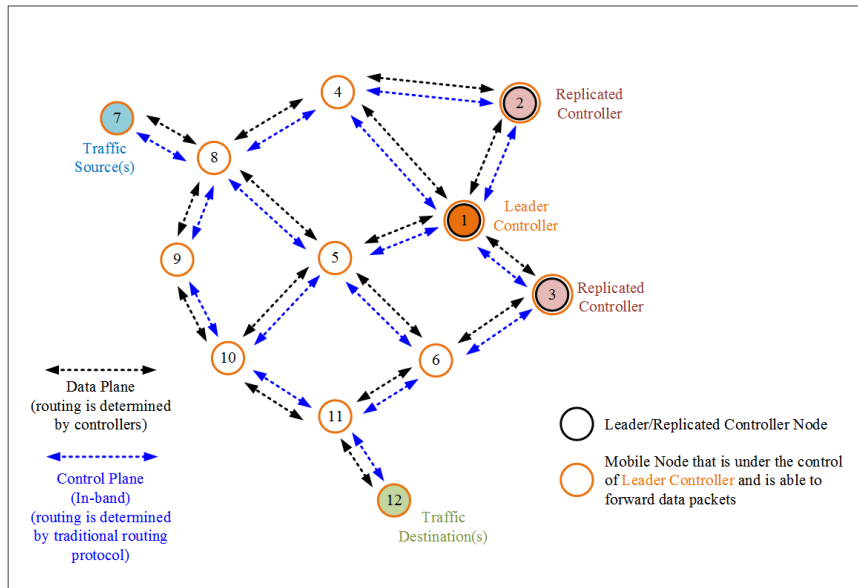 4
2
Replicated
Controller
7
Traffic
Source(s)
8
1
Leader
Controller
5
9
3
Replicated
Controller
10
6
11
12
Traffic
Destination(s)
Data Plane
(routing is determined
by controllers)
Control Plane
(In-band)
(routing is determined
by traditional routing
protocol)
Leader/Replicated Controller Node
Mobile Node that is under the control
of Leader Controller and is able to
forward data packets